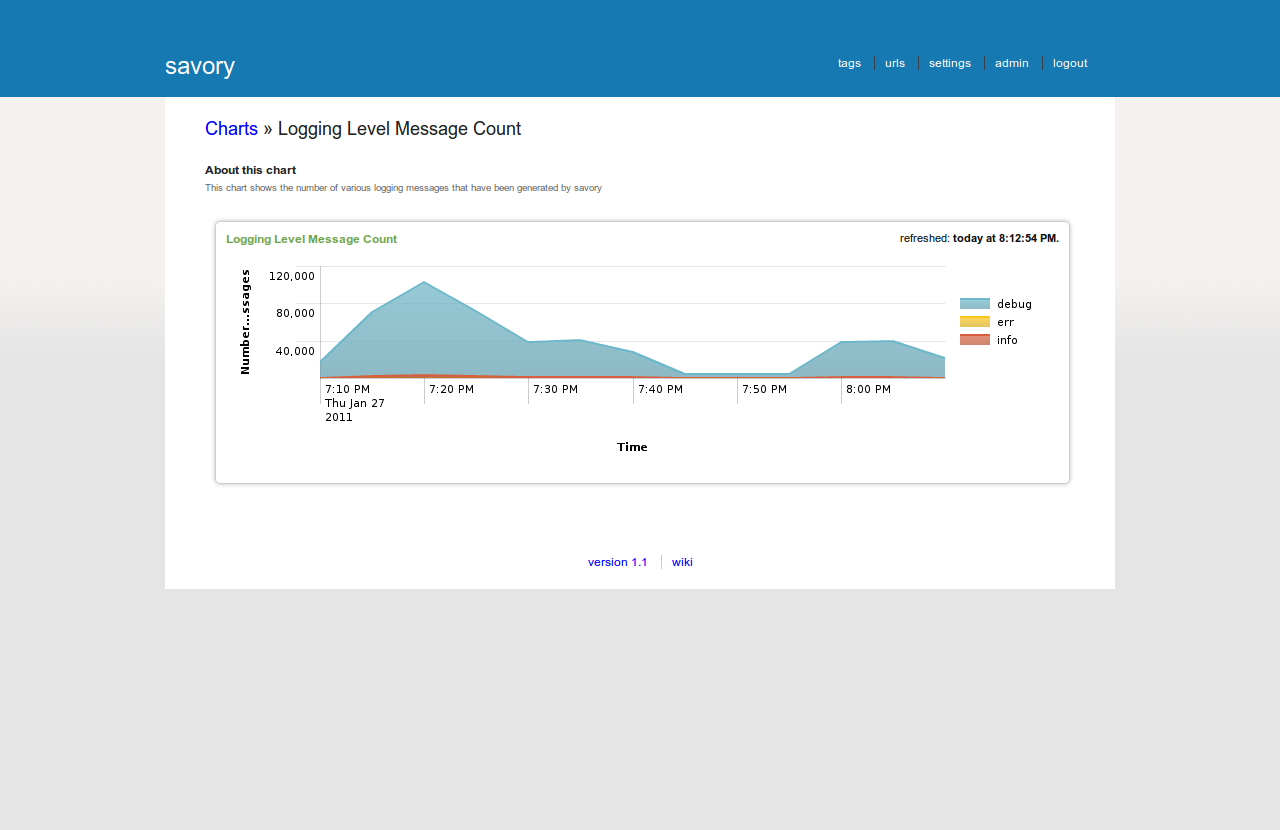 savory
tags urls settings admin logout
Charts » Logging Level Message Count
About this chart
This chart shows the number of various logging messages that have been generated by savory
Logging Level Message Count
refreshed: today at 8:12:54 PM.
Number...ssages
120,000
80,000
40,000
debug
err
info
7:10 PM 7:20 PM 7:30 PM 7:40 PM 7:50 PM 8:00 PM
Thu Jan 27
2011
Time
version 1.1 wiki